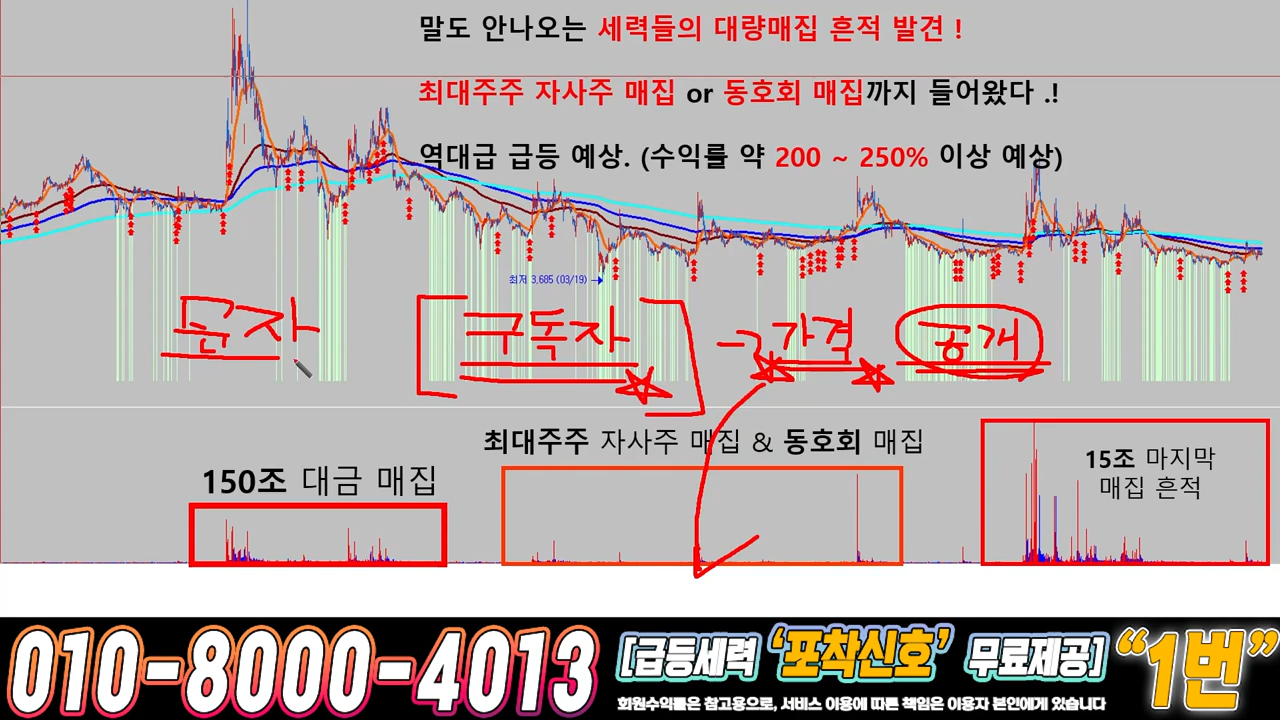 말도 안나오는 세력들의 대량매집 흔적 발견 !
최대주주 자사주 매집 or 동호회 매집까지 들어왔다 .!
역대급 급등 예상. (수익률 약 200 ~ 250% 이상 예상)
최저 3,685 (03/19)
문자
구독자
가격
공개
최대주주 자사주 매집 & 동호회 매집
150조 대금 매집
15조 마지막
매집 흔적
010-8000-4013
[급등세력 ‘포착신호’ 무료제공] “1번”
회원수익률은 참고용으로, 서비스 이용에 따른 책임은 이용자 본인에게 있습니다